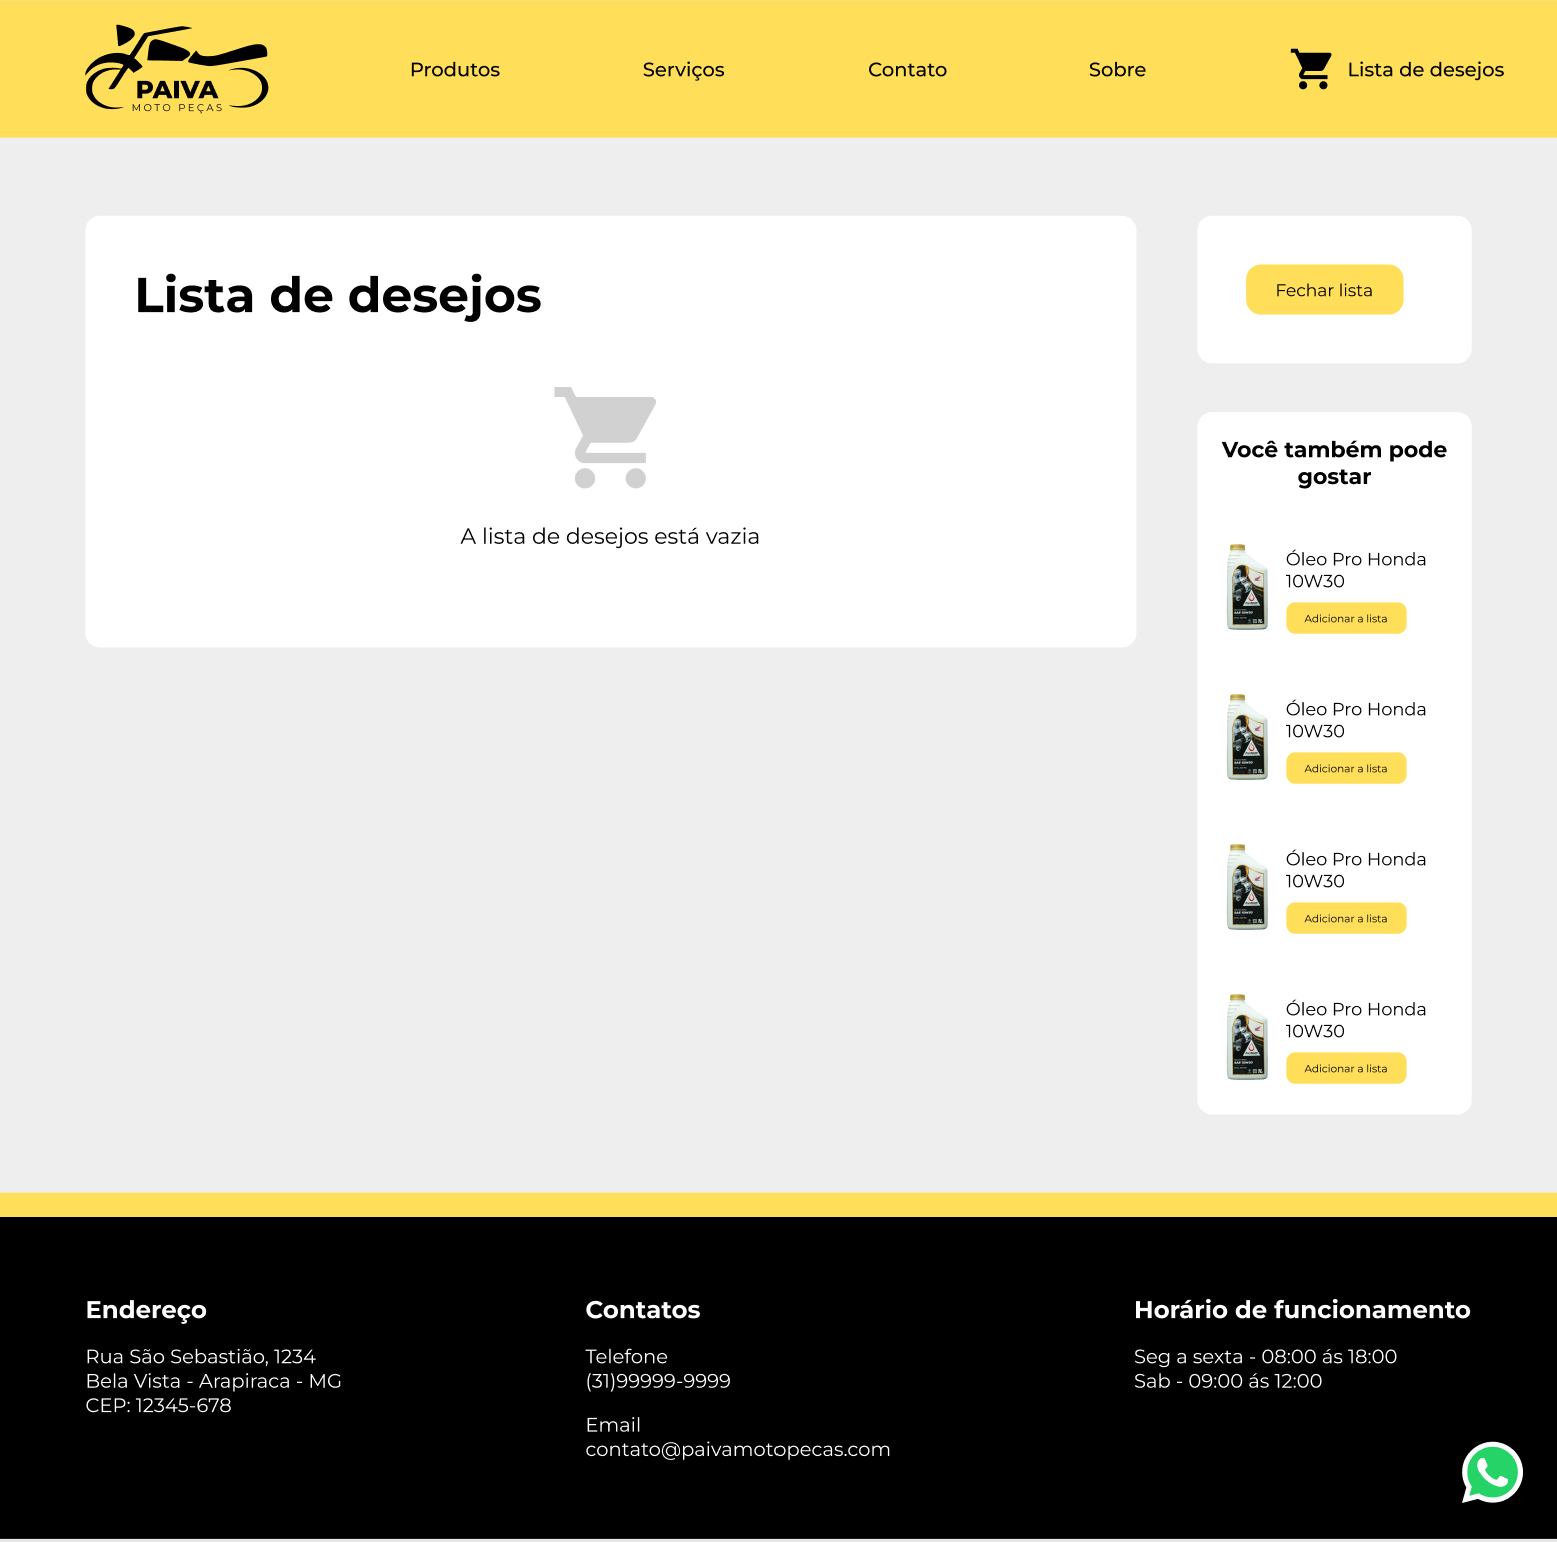 PAIVA
MOTO PEÇAS
Produtos
Serviços
Contato
Sobre
Lista de desejos
Lista de desejos
A lista de desejos está vazia
Fechar lista
Você também pode
gostar
Óleo Pro Honda
10W30
Adicionar a lista
Óleo Pro Honda
10W30
Adicionar a lista
Óleo Pro Honda
10W30
Adicionar a lista
Óleo Pro Honda
10W30
Adicionar a lista
Endereço
Rua São Sebastião, 1234
Bela Vista - Arapiraca - MG
CEP: 12345-678
Contatos
Telefone
(31)99999-9999
Email
contato@paivamotopecas.com
Horário de funcionamento
Seg a sexta - 08:00 ás 18:00
Sab - 09:00 ás 12:00